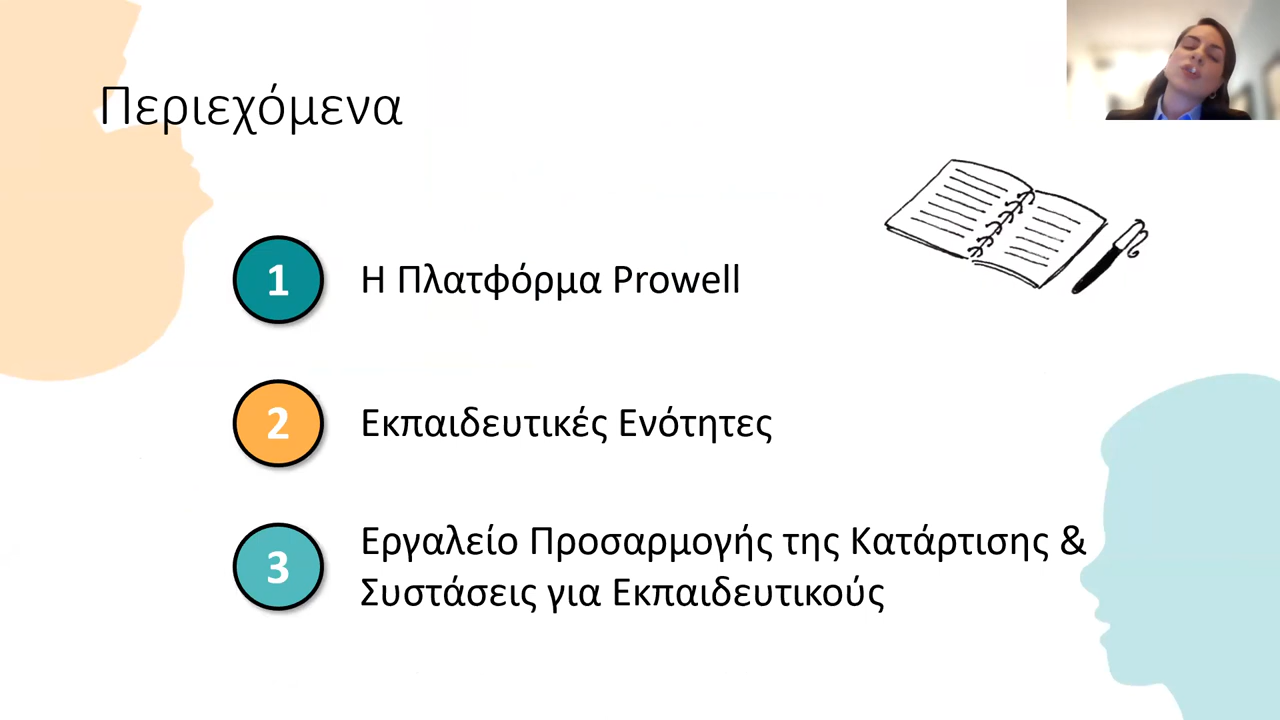 Περιεχόμενα
1 Η Πλατφόρμα Prowell
2 Εκπαιδευτικές Ενότητες
3 Εργαλείο Προσαρμογής της Κατάρτισης &
Συστάσεις για Εκπαιδευτικούς